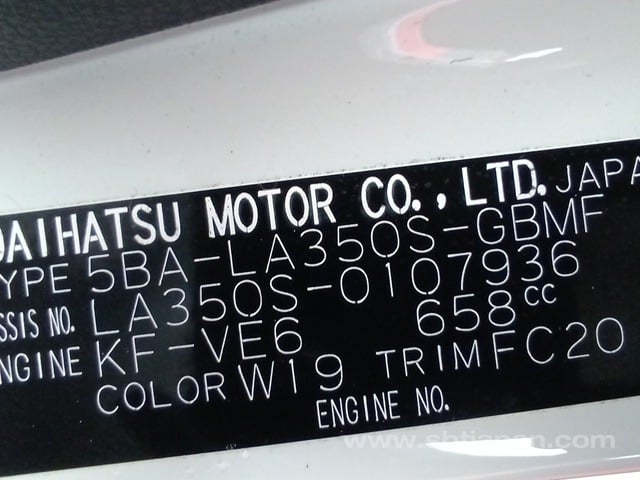 DAIHATSU MOTOR CO., LTD. JAPA
YPE 5BA-LA350S-GBMF
SSIS NO. LA350S-0107936
NGINE KF-VE6 658cc
COLOR W19 TRIM FC20
ENGINE NO.
www.sbtjapan.com